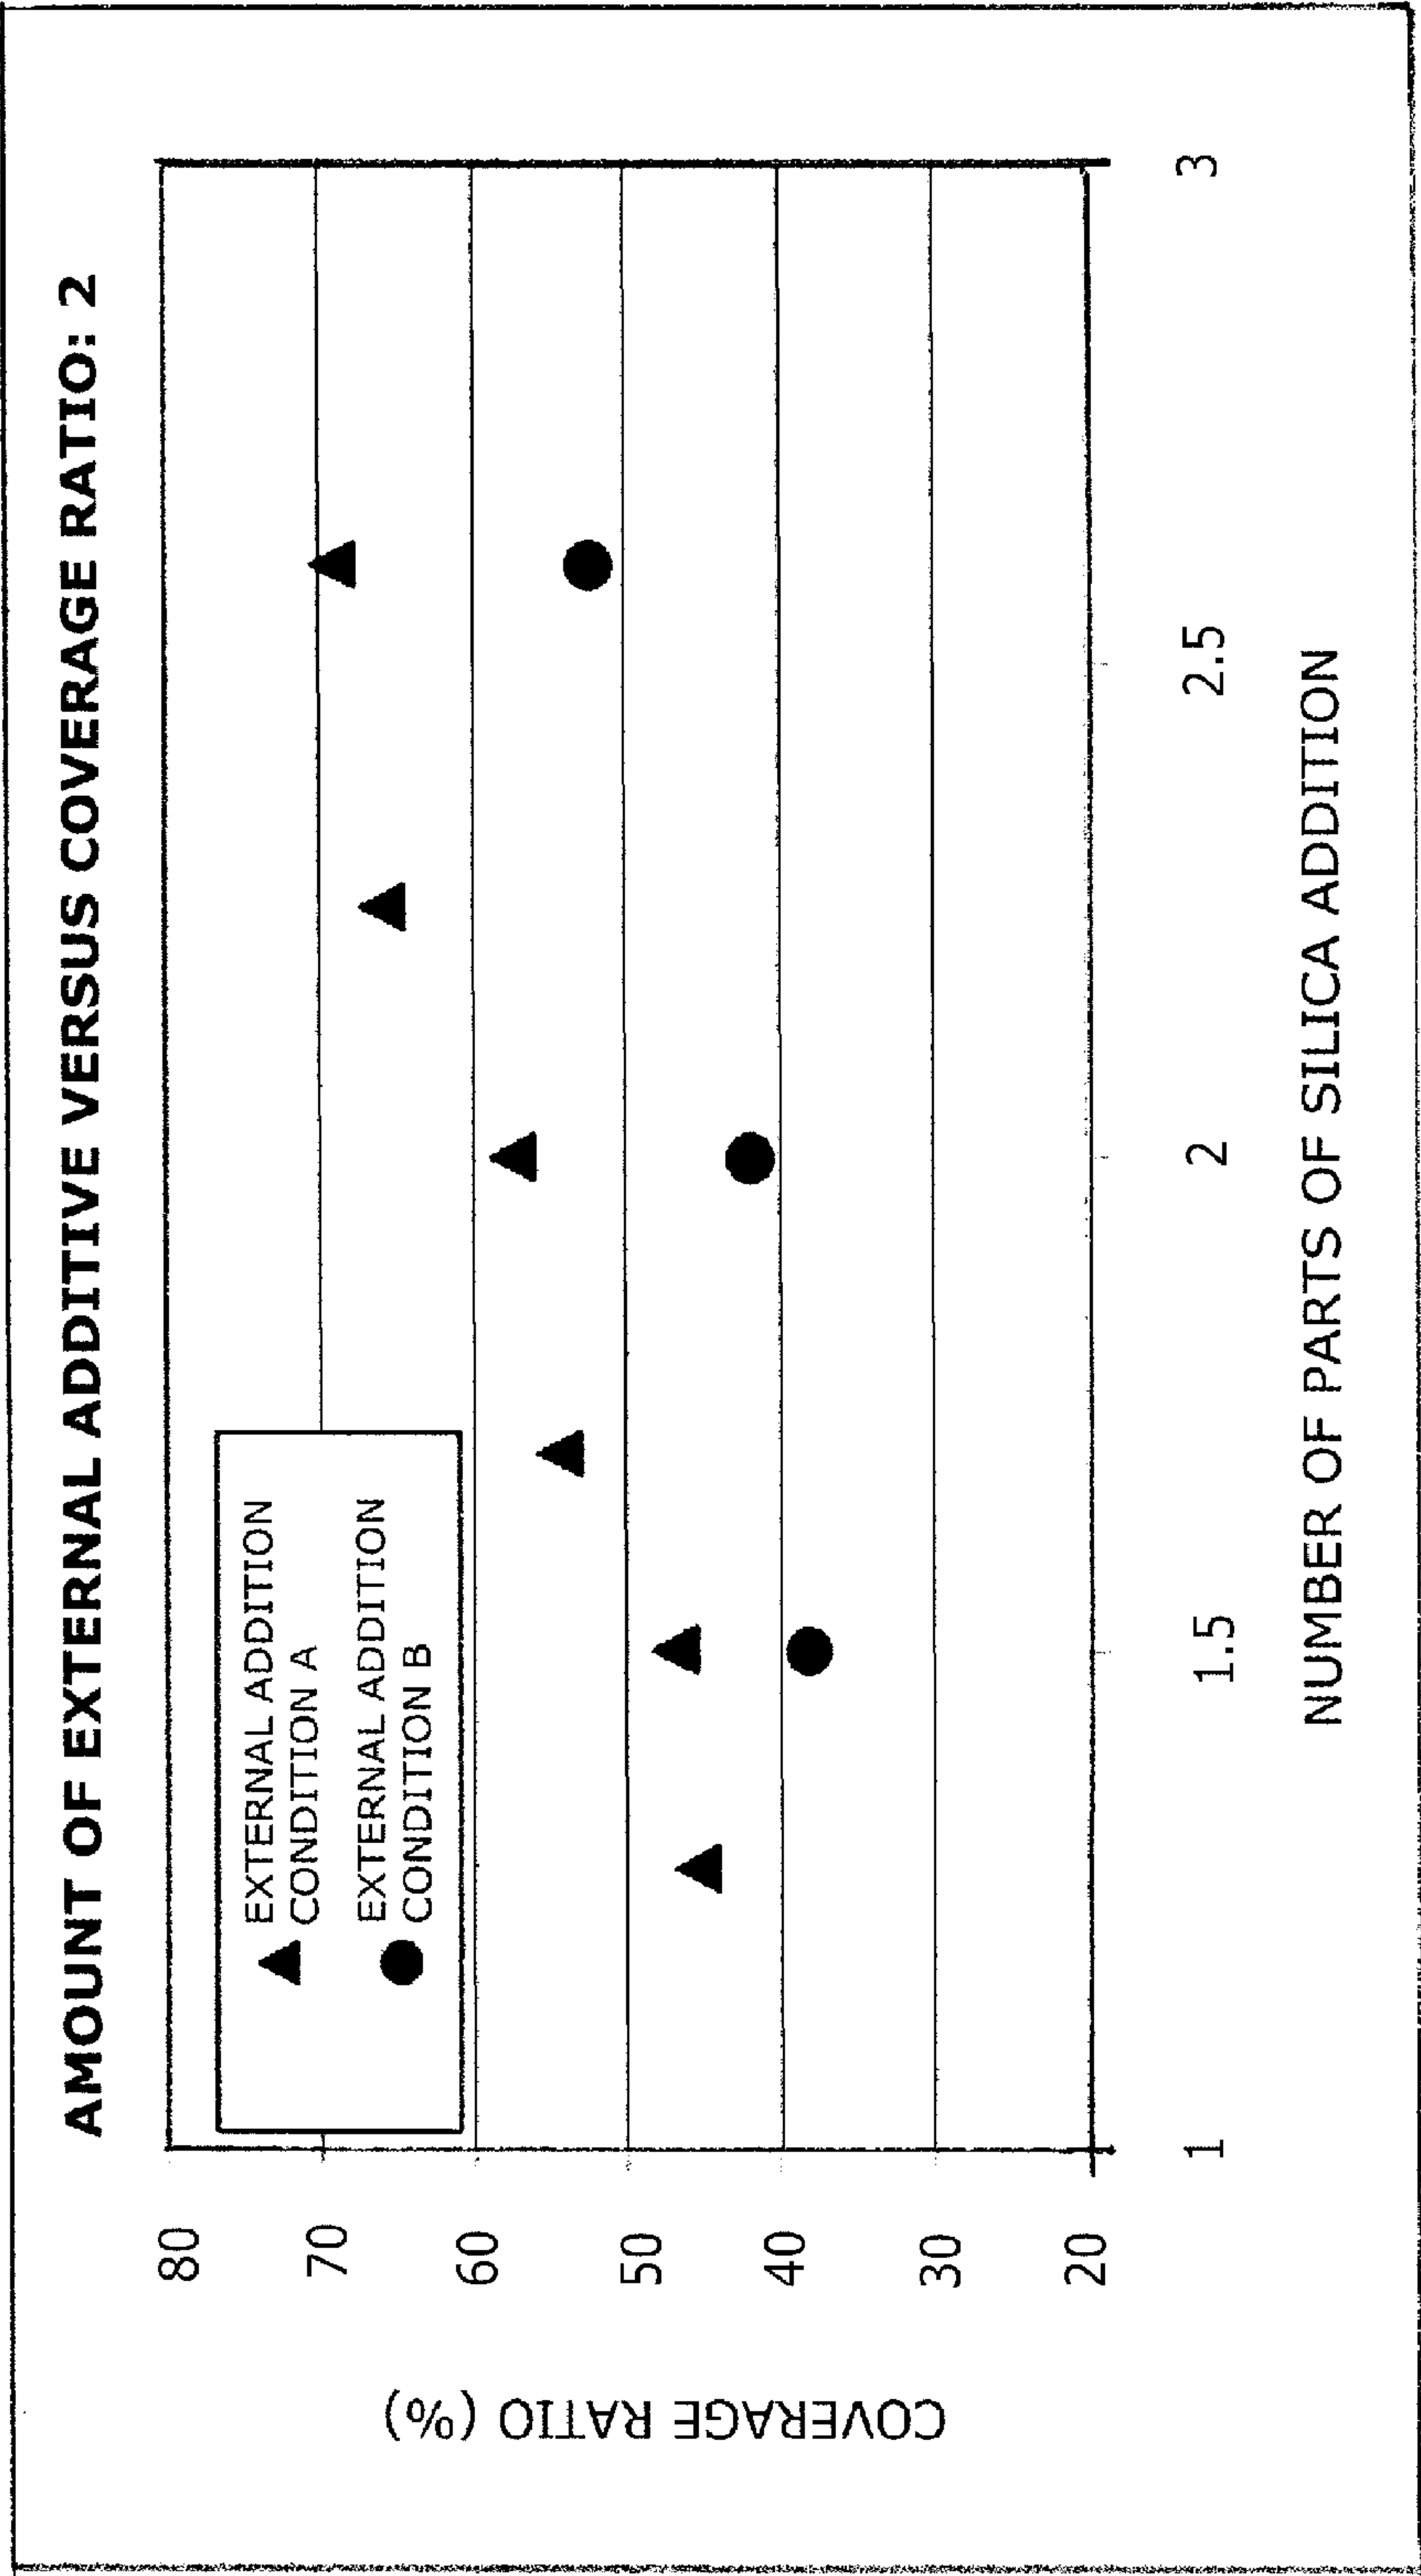 AMOUNT OF EXTERNAL ADDITIVE VERSUS COVERAGE RATIO: 2
EXTERNAL ADDITION
CONDITION A
EXTERNAL ADDITION
CONDITION B
COVERAGE RATIO (%)
80
70
60
50
40
30
20
1
1.5
2
2.5
3
NUMBER OF PARTS OF SILICA ADDITION